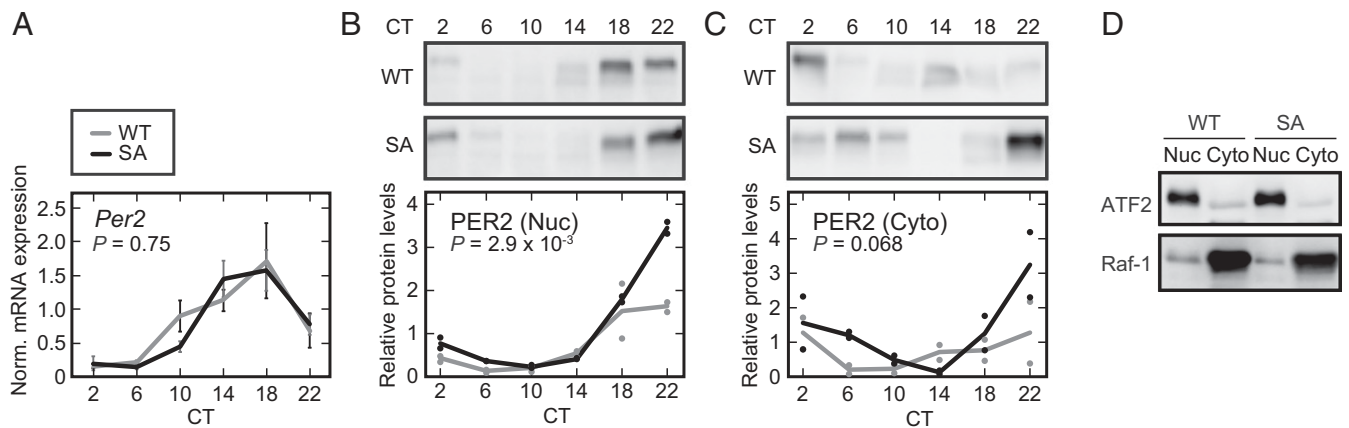 A
WT
SA
Norm. mRNA expression
2.5
2.0
1.5
1.0
0.5
0
Per2
P = 0.75
2 6 10 14 18 22
CT
B
CT 2 6 10 14 18 22
WT
SA
Relative protein levels
4
3
2
1
0
PER2 (Nuc)
P = 2.9 x 10-3
2 6 10 14 18 22
CT
C
CT 2 6 10 14 18 22
WT
SA
Relative protein levels
5
4
3
2
1
0
PER2 (Cyto)
P = 0.068
2 6 10 14 18 22
CT
D
WT SA
Nuc Cyto Nuc Cyto
ATF2
Raf-1